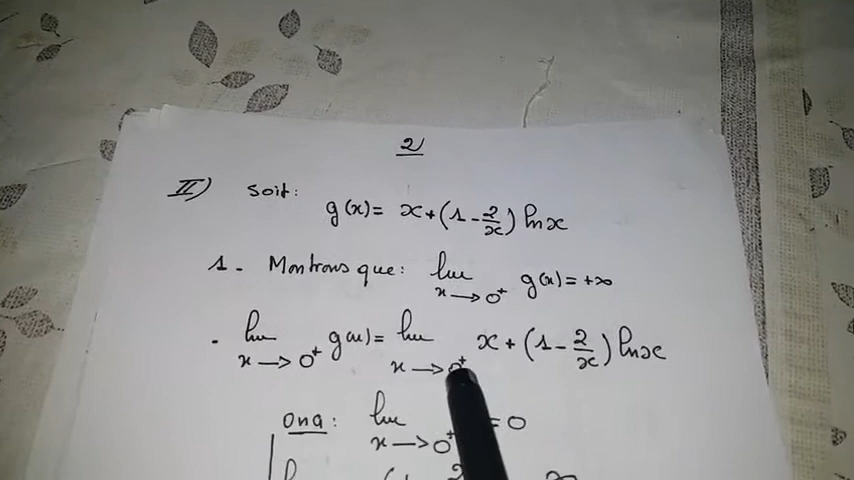 2
II) Soit:
g(x)= x+(1-2/x) ln x
1- Montrons que: lim x→0⁺ g(x)=+∞
. lim x→0⁺ g(x)= lim x→0⁺ x+(1-2/x) ln x
Ona: lim x→0⁺ = 0